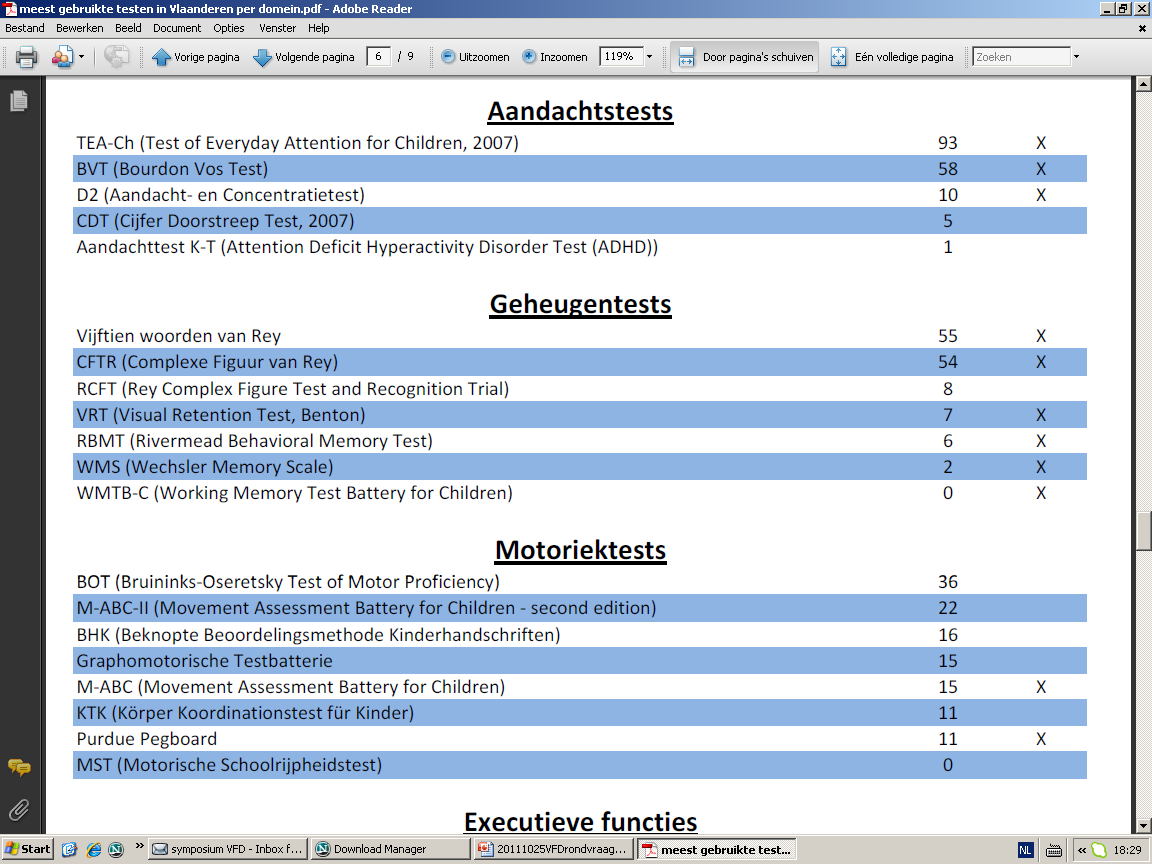 meest gebruikte testen in Vlaanderen per domein.pdf - Adobe Reader
Bestand Bewerken Beeld Document Opties Venster Help
Vorige pagina Volgende pagina 6 / 9 Uitzoomen Inzoomen 119% Door pagina's schuiven Eén volledige pagina Zoeken
Aandachtstests
TEA-Ch (Test of Everyday Attention for Children, 2007) 93 X
BVT (Bourdon Vos Test) 58 X
D2 (Aandacht- en Concentratietest) 10 X
CDT (Cijfer Doorstreep Test, 2007) 5
Aandachttest K-T (Attention Deficit Hyperactivity Disorder Test (ADHD)) 1
Geheugentests
Vijftien woorden van Rey 55 X
CFTR (Complexe Figuur van Rey) 54 X
RCFT (Rey Complex Figure Test and Recognition Trial) 8
VRT (Visual Retention Test, Benton) 7 X
RBMT (Rivermead Behavioral Memory Test) 6 X
WMS (Wechsler Memory Scale) 2 X
WMTB-C (Working Memory Test Battery for Children) 0 X
Motoriektests
BOT (Bruininks-Oseretsky Test of Motor Proficiency) 36
M-ABC-II (Movement Assessment Battery for Children - second edition) 22
BHK (Beknopte Beoordelingsmethode Kinderhandschriften) 16
Graphomotorische Testbatterie 15
M-ABC (Movement Assessment Battery for Children) 15 X
KTK (Körper Koordinationstest für Kinder) 11
Purdue Pegboard 11 X
MST (Motorische Schoolrijpheidstest) 0
Executieve functies
Start » symposium VFD - Inbox f... Download Manager 20111025VFDrondvraag... meest gebruikte test... NL « 18:29